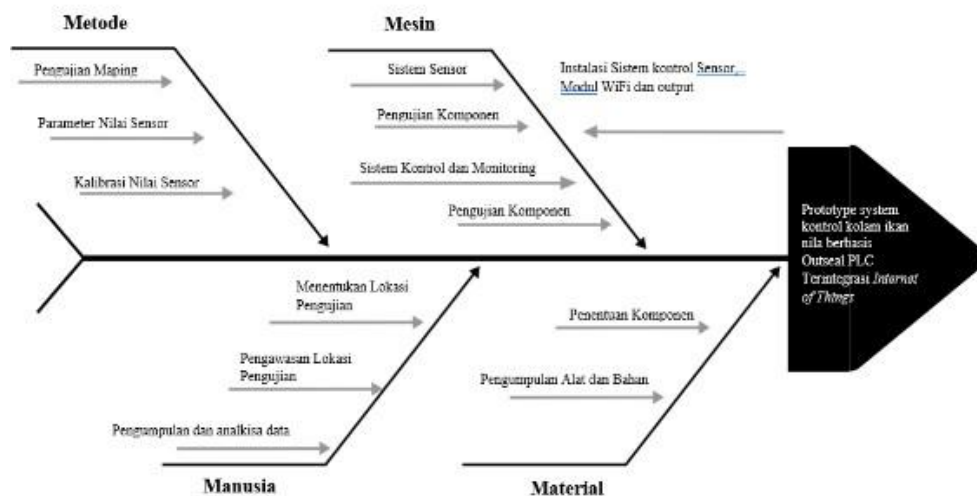 Metode
Pengujian Maping
Parameter Nilai Sensor
Kalibrasi Nilai Sensor
Mesin
Sistem Sensor
Pengujian Komponen
Sistem Kontrol dan Monitoring
Pengujian Komponen
Instalasi Sistem kontrol Sensor,
Modul WiFi dan output
Prototype system
kontrol kolam ikan
nila berbasis
Outseal PLC
Terintegrasi Internat
of Things
Menentukan Lokasi
Pengujian
Pengawasan Lokasi
Pengujian
Pengumpulan dan analkisa data
Manusia
Penentuan Komponen
Pengumpulan Alat dan Bahan
Material